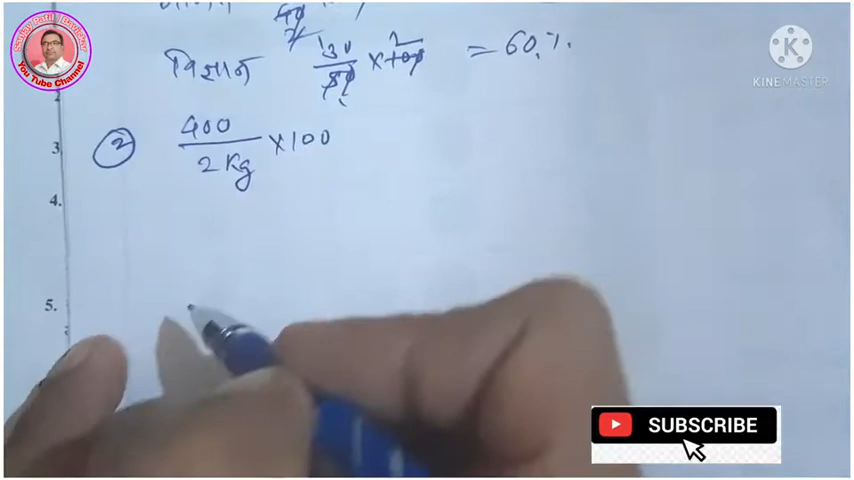 You Tube Channel
KINEMASTER
विज्ञान 30/50 × 100 = 60%.
3.
② 400/2 Kg × 100
4.
5.
SUBSCRIBE